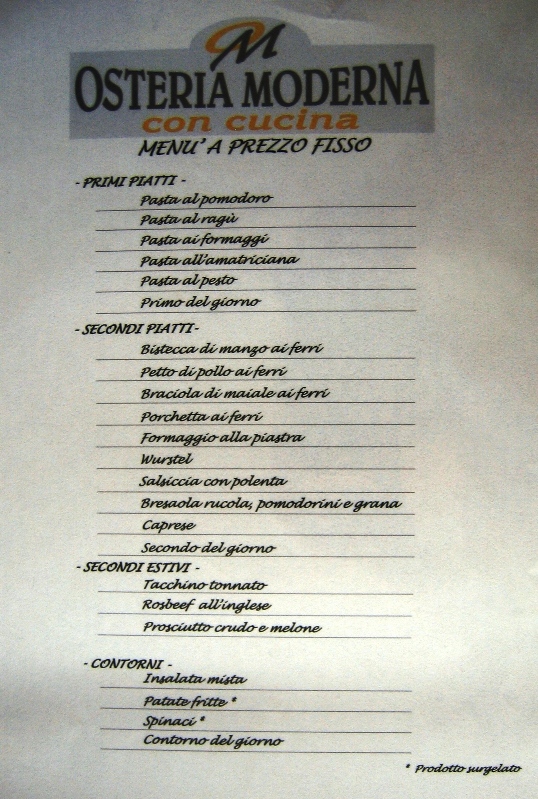 OM
OSTERIA MODERNA
con cucina
MENU' A PREZZO FISSO
- PRIMI PIATTI -
Pasta al pomodoro
Pasta al ragù
Pasta ai formaggi
Pasta all'amatriciana
Pasta al pesto
Primo del giorno
- SECONDI PIATTI-
Bistecca di manzo ai ferri
Petto di pollo ai ferri
Braciola di maiale ai ferri
Porchetta ai ferri
Formaggio alla piastra
Wurstel
Salsiccia con polenta
Bresaola rucola, pomodorini e grana
Caprese
Secondo del giorno
- SECONDI ESTIVI -
Tacchino tonnato
Rosbeef all'inglese
Prosciutto crudo e melone
- CONTORNI -
Insalata mista
Patate fritte *
Spinaci *
Contorno del giorno
* Prodotto surgelato